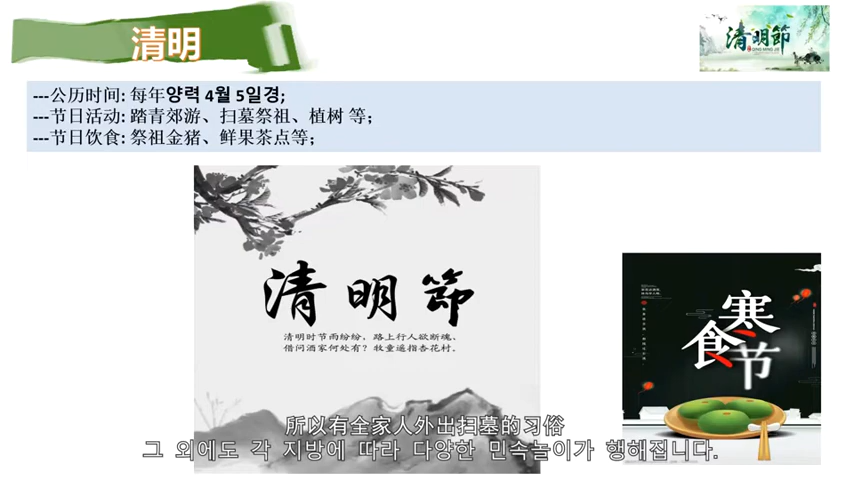 清明
清明節
---公历时间: 每年양력 4월 5일경;
---节日活动: 踏青郊游、扫墓祭祖、植树 等；
---节日饮食: 祭祖金猪、鲜果茶点等；
清明節
清明时节雨纷纷，路上行人欲断魂、
借问酒家何处有？牧童遥指杏花村。
寒食节
所以有全家人外出扫墓的习俗
그 외에도 각 지방에 따라 다양한 민속놀이가 행해집니다.